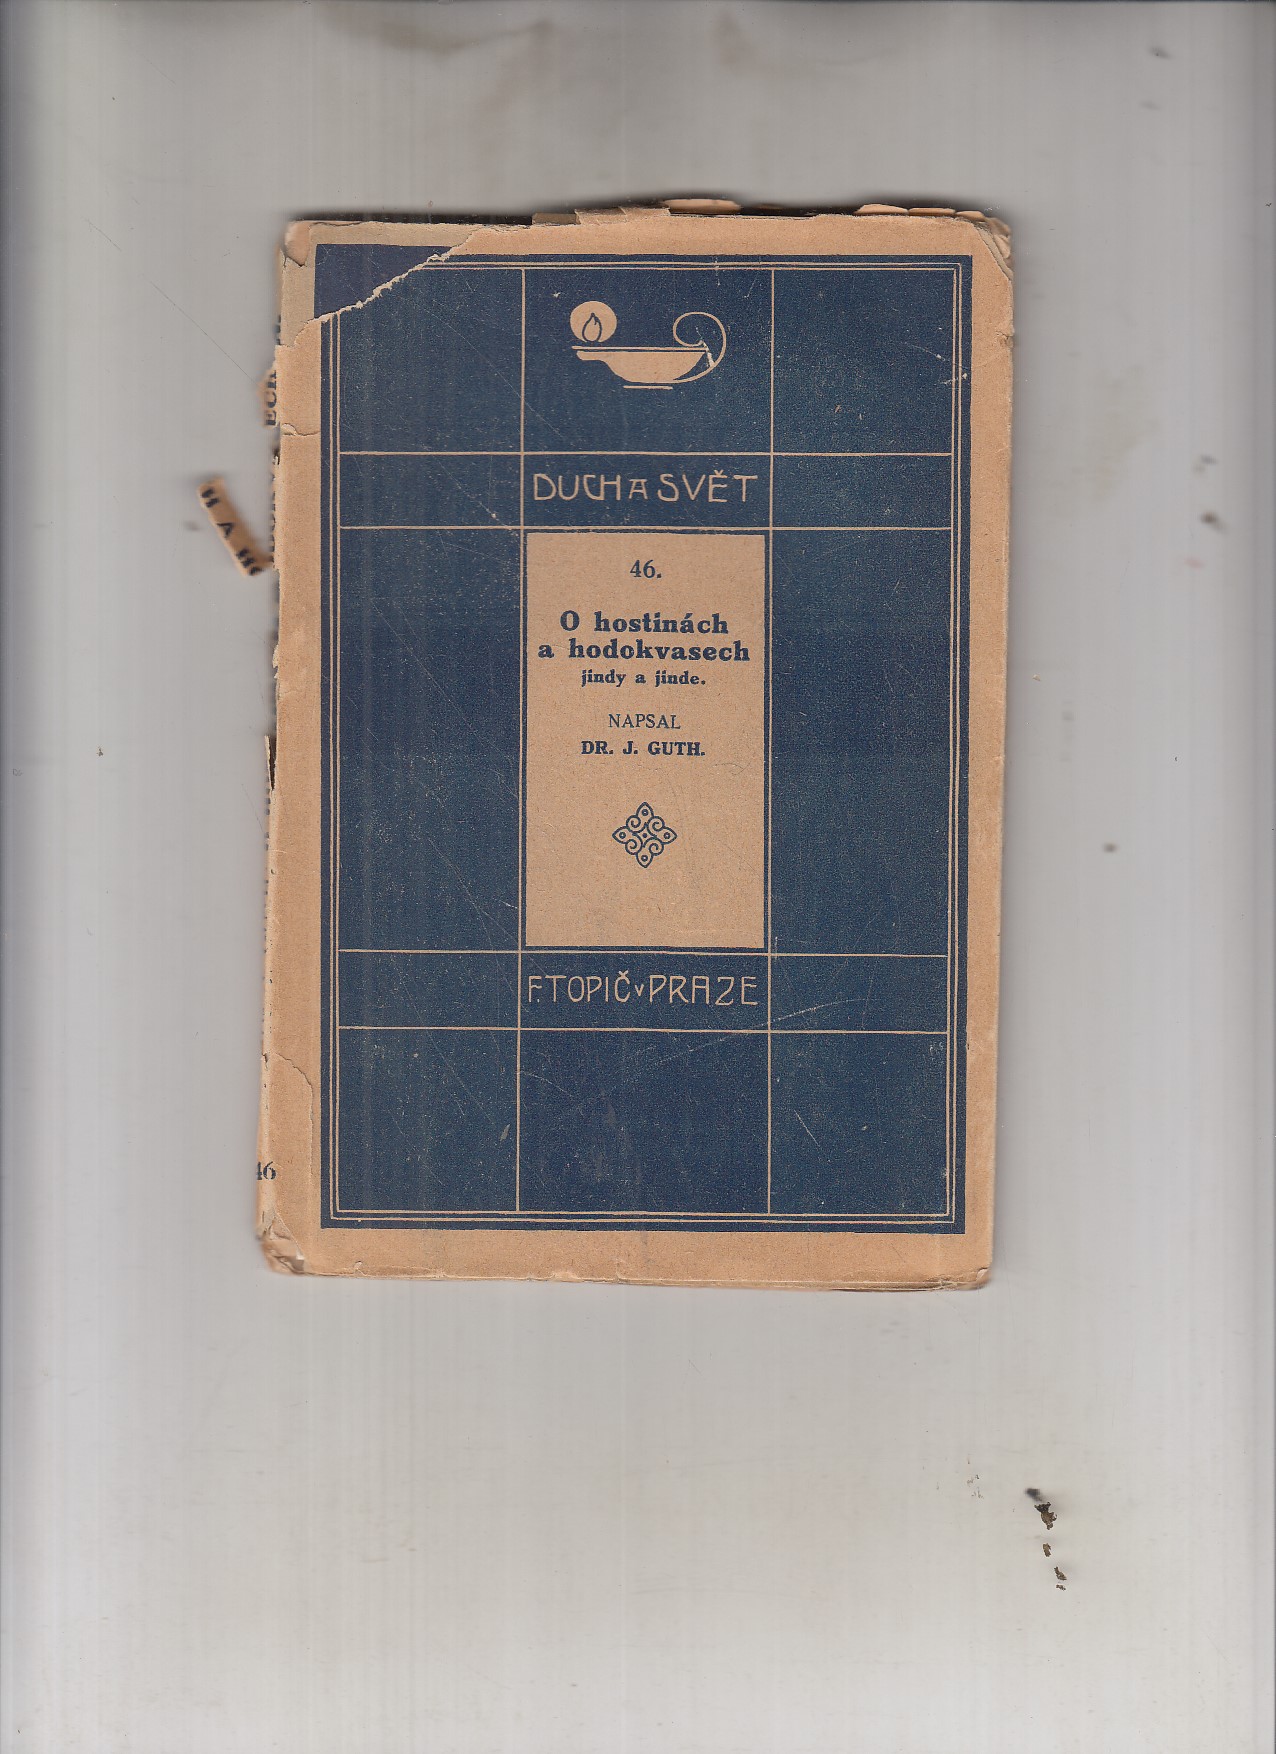 DUCH A SVĚT
46.
O hostinách
a hodokvasech
jindy a jinde.
NAPSAL
DR. J. GUTH.
F. TOPIČ V PRAZE
46